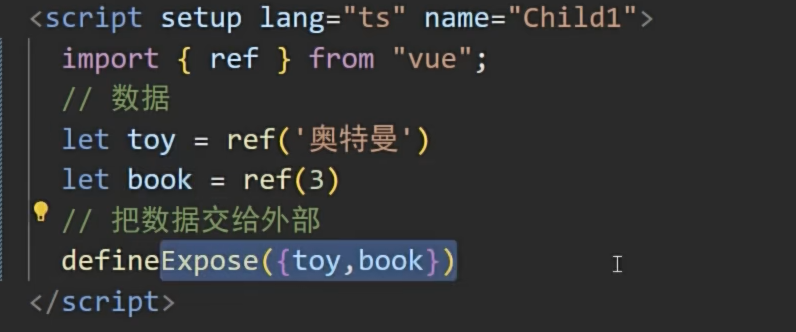 <script setup lang="ts" name="Child1">
import { ref } from "vue";
// 数据
let toy = ref('奥特曼')
let book = ref(3)
// 把数据交给外部
defineExpose({toy,book})
</script>